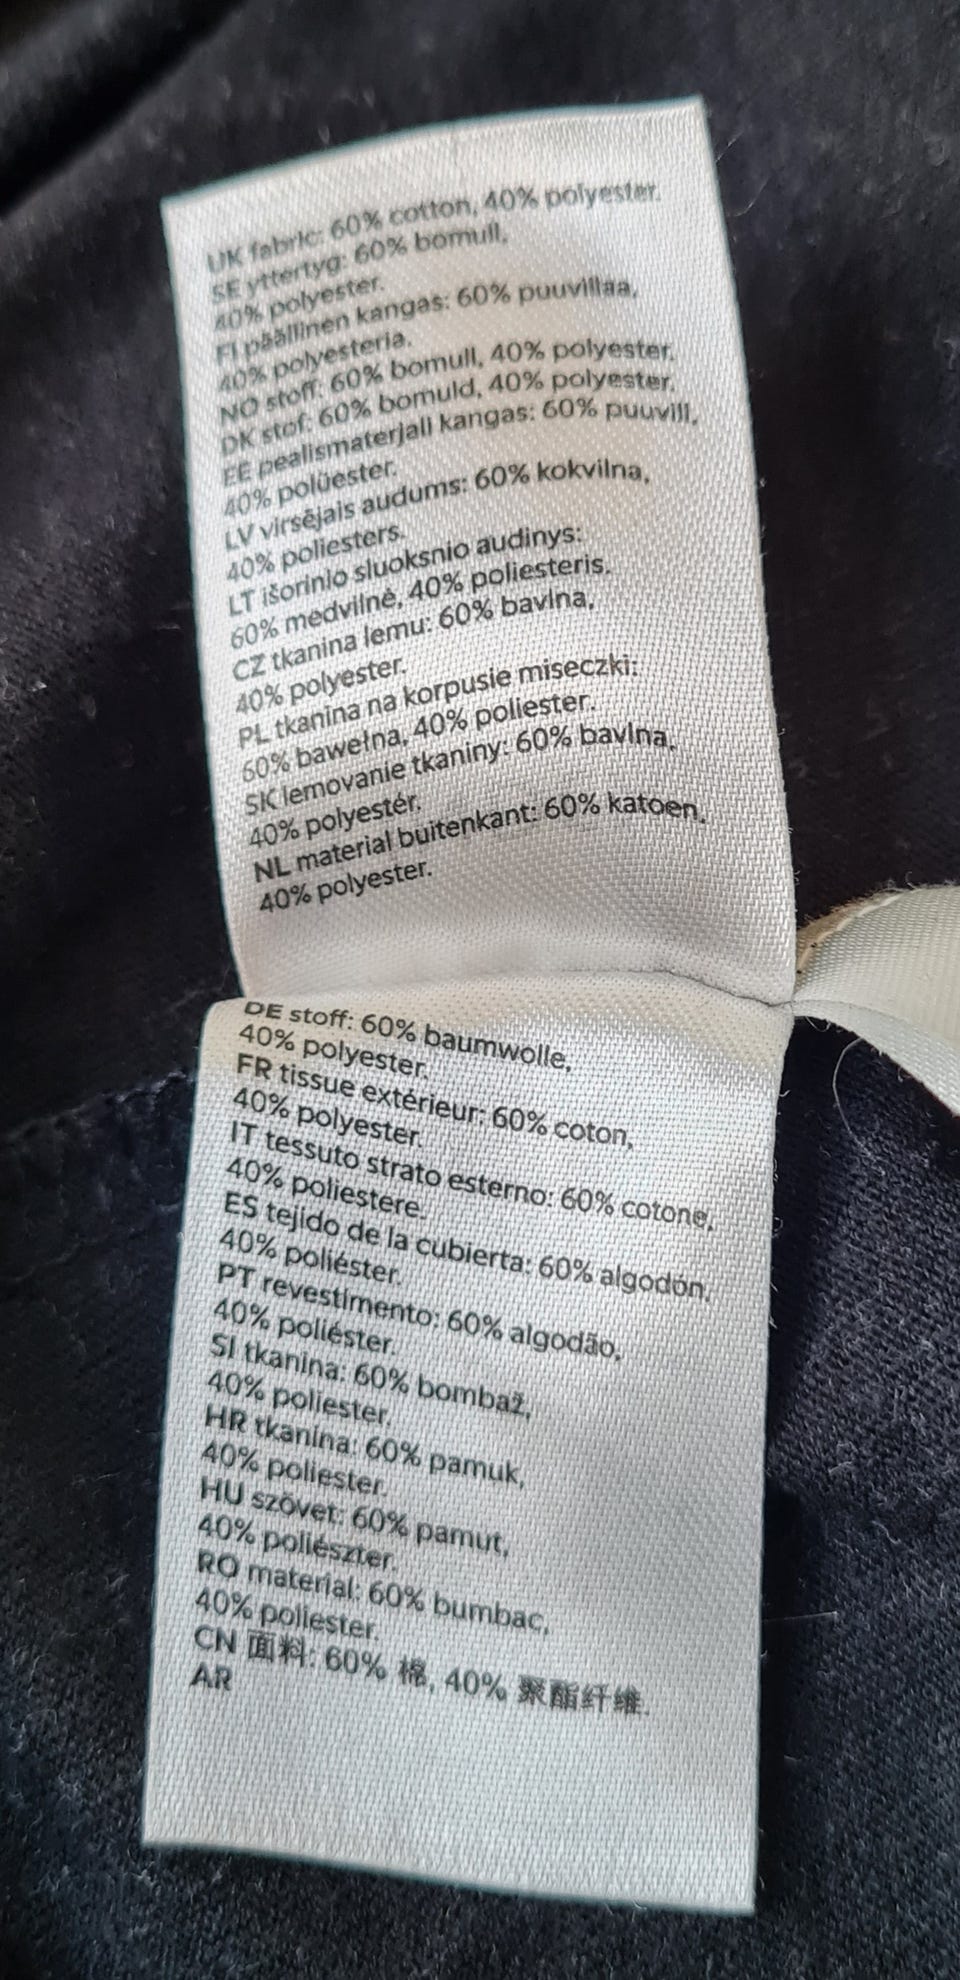 UK fabric: 60% cotton, 40% polyester.
SE yttertyg: 60% bomull,
40% polyester.
FI päällinen kangas: 60% puuvillaa,
40% polyesteria.
NO stoff: 60% bomull, 40% polyester.
DK stof: 60% bomuld, 40% polyester.
EE pealismaterjali kangas: 60% puuvill,
40% polüester.
LV virsējais audums: 60% kokvilna,
40% poliesters.
LT išorinio sluoksnio audinys:
60% medvilnė, 40% poliesteris.
CZ tkanina lemu: 60% bavlna,
40% polyester.
PL tkanina na korpusie miseczki:
60% bawełna, 40% poliester.
SK lemovanie tkaniny: 60% bavlna,
40% polyestér.
NL material buitenkant: 60% katoen,
40% polyester.
DE stoff: 60% baumwolle,
40% polyester.
FR tissue extérieur: 60% coton,
40% polyester.
IT tessuto strato esterno: 60% cotone,
40% poliestere.
ES tejido de la cubierta: 60% algodón,
40% poliéster.
PT revestimento: 60% algodão,
40% poliéster.
SI tkanina: 60% bombaž,
40% poliester.
HR tkanina: 60% pamuk,
40% poliester.
HU szövet: 60% pamut,
40% poliészter.
RO material: 60% bumbac,
40% poliester.
CN 面料: 60% 棉, 40% 聚酯纤维.
AR